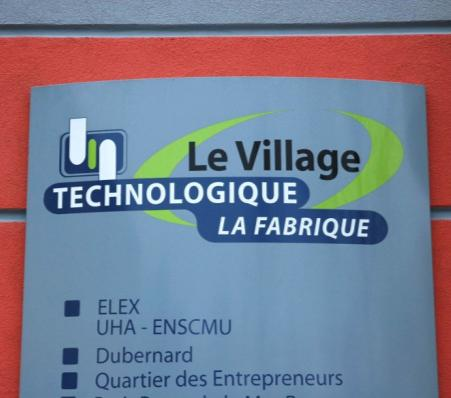 Le Village
TECHNOLOGIQUE
LA FABRIQUE
ELEX
UHA - ENSCMU
Dubernard
Quartier des Entrepreneurs